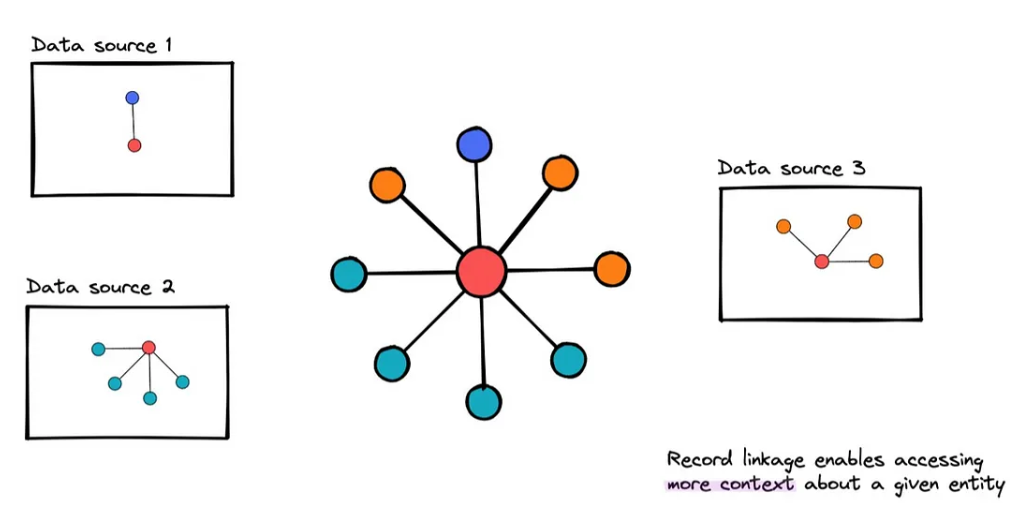 Data source 1
Data source 2
Data source 3
Record linkage enables accessing
more context about a given entity